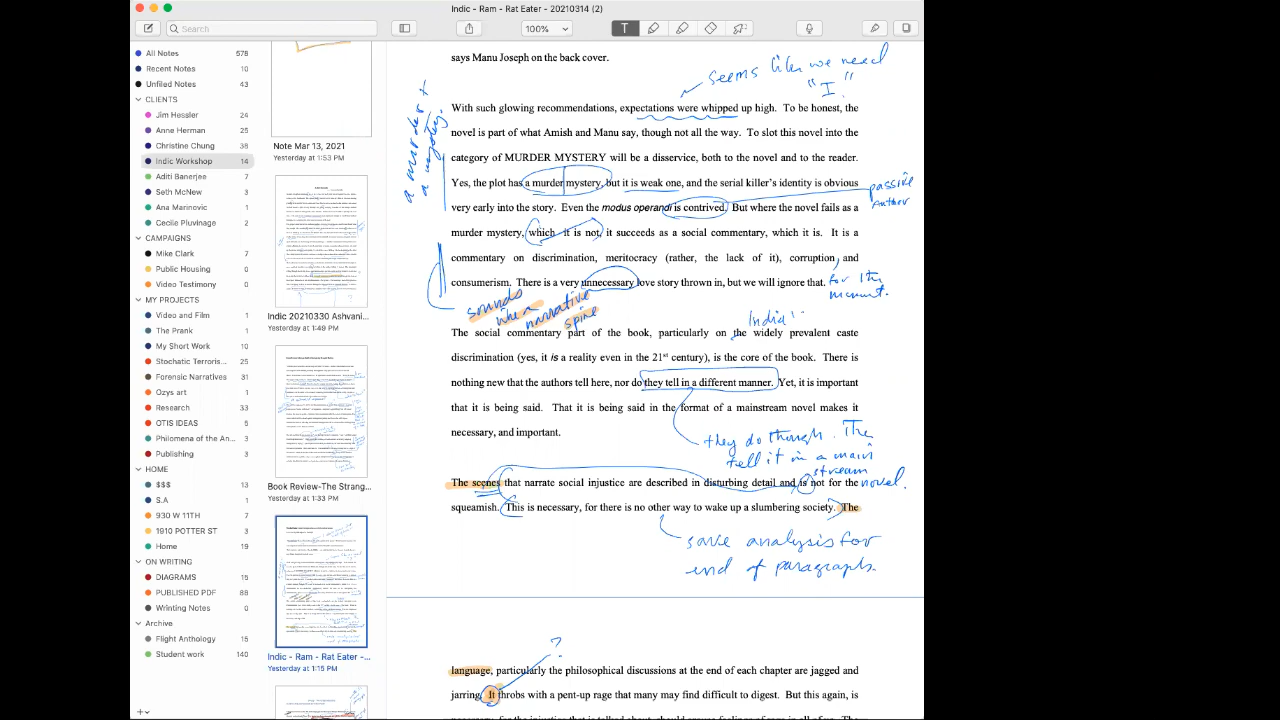 Indic - Ram - Rat Eater - 20210314 (2)
Search
100%
T
All Notes 578
Recent Notes 10
Unfiled Notes 43
CLIENTS
Jim Hessler 24
Anne Herman 25
Christine Chung 38
Indic Workshop 14
Aditi Banerjee 7
Seth McNew 3
Ana Marinovic 3
Cecile Pluvinage 2
CAMPAIGNS
Mike Clark 7
Public Housing 0
Video Testimony 0
MY PROJECTS
Video and Film 0
The Prank 1
My Short Work 0
Stochatic Terroris... 25
Forensic Narratives 31
Ozys art 2
Research 33
OTIS IDEAS 5
Philomena of the An... 3
Publishing 3
HOME
$$$ 13
S.A 1
930 W 11TH 7
1910 POTTER ST 3
Home 19
ON WRITING
DIAGRAMS 15
PUBLISHED PDF 88
Wrinting Notes 0
Archive
Flight Anthology 15
Student work 140
Note Mar 13, 2021
Yesterday at 1:53 PM
Indic 20210330 Ashvani...
Yesterday at 1:49 PM
Book Review-The Strang...
Yesterday at 1:33 PM
Indic - Ram - Rat Eater -...
Yesterday at 1:15 PM
says Manu Joseph on the back cover.
seems like we need
"I"
a murder +
a mystery.
With such glowing recommendations, expectations were whipped up high. To be honest, the
novel is part of what Amish and Manu say, though not all the way. To slot this novel into the
category of MURDER MYSTERY will be a disservice, both to the novel and to the reader.
Yes, the plot has a murder mystery, but it is weak one, and the serial killer's identity is obvious
passive
Author
very early into the story. Even the modus operandi is contrived. But where the novel fails as a
murder mystery (which it is not) it succeeds as a social commentary, which it is. It is a
commentary on discrimination, meritocracy (rather, the lack of it), corruption, and
There is a very unnecessary love story thrown in, but let's ignore that.
for the
moment.
sounds
like a
narrative
spine
India's
The social commentary part of the book, particularly on the widely prevalent caste
discrimination (yes, it is a reality even in the 21st century), is the soul of the book. There is
nothing new the author has to say, nor do they tell it in a different manner. Yet, it is important
that it is being said. That it is being said in the format of a mainstream novel makes it
necessary, and important.
they do though. They
tell it in a main
stream
novel.
The scenes that narrate social injustice are described in disturbing detail and is not for the
squeamish. This is necessary, for there is no other way to wake up a slumbering society. The
save analysis for
end of paragraph.
?
language, particularly the philosophical discussions at the end of the chapter are jagged and
jarring. It throbs with a pent-up rage that many may find difficult to digest. But this again, is